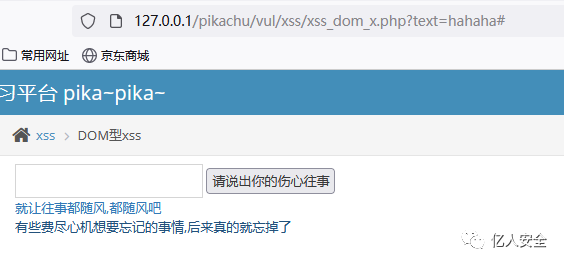 127.0.0.1/pikachu/vul/xss/xss_dom_x.php?text=hahaha#
常用网址 京东商城
习平台 pika~pika~
xss > DOM型xss
请说出你的伤心往事
就让往事都随风,都随风吧
有些费尽心机想要忘记的事情,后来真的就忘掉了
亿人安全